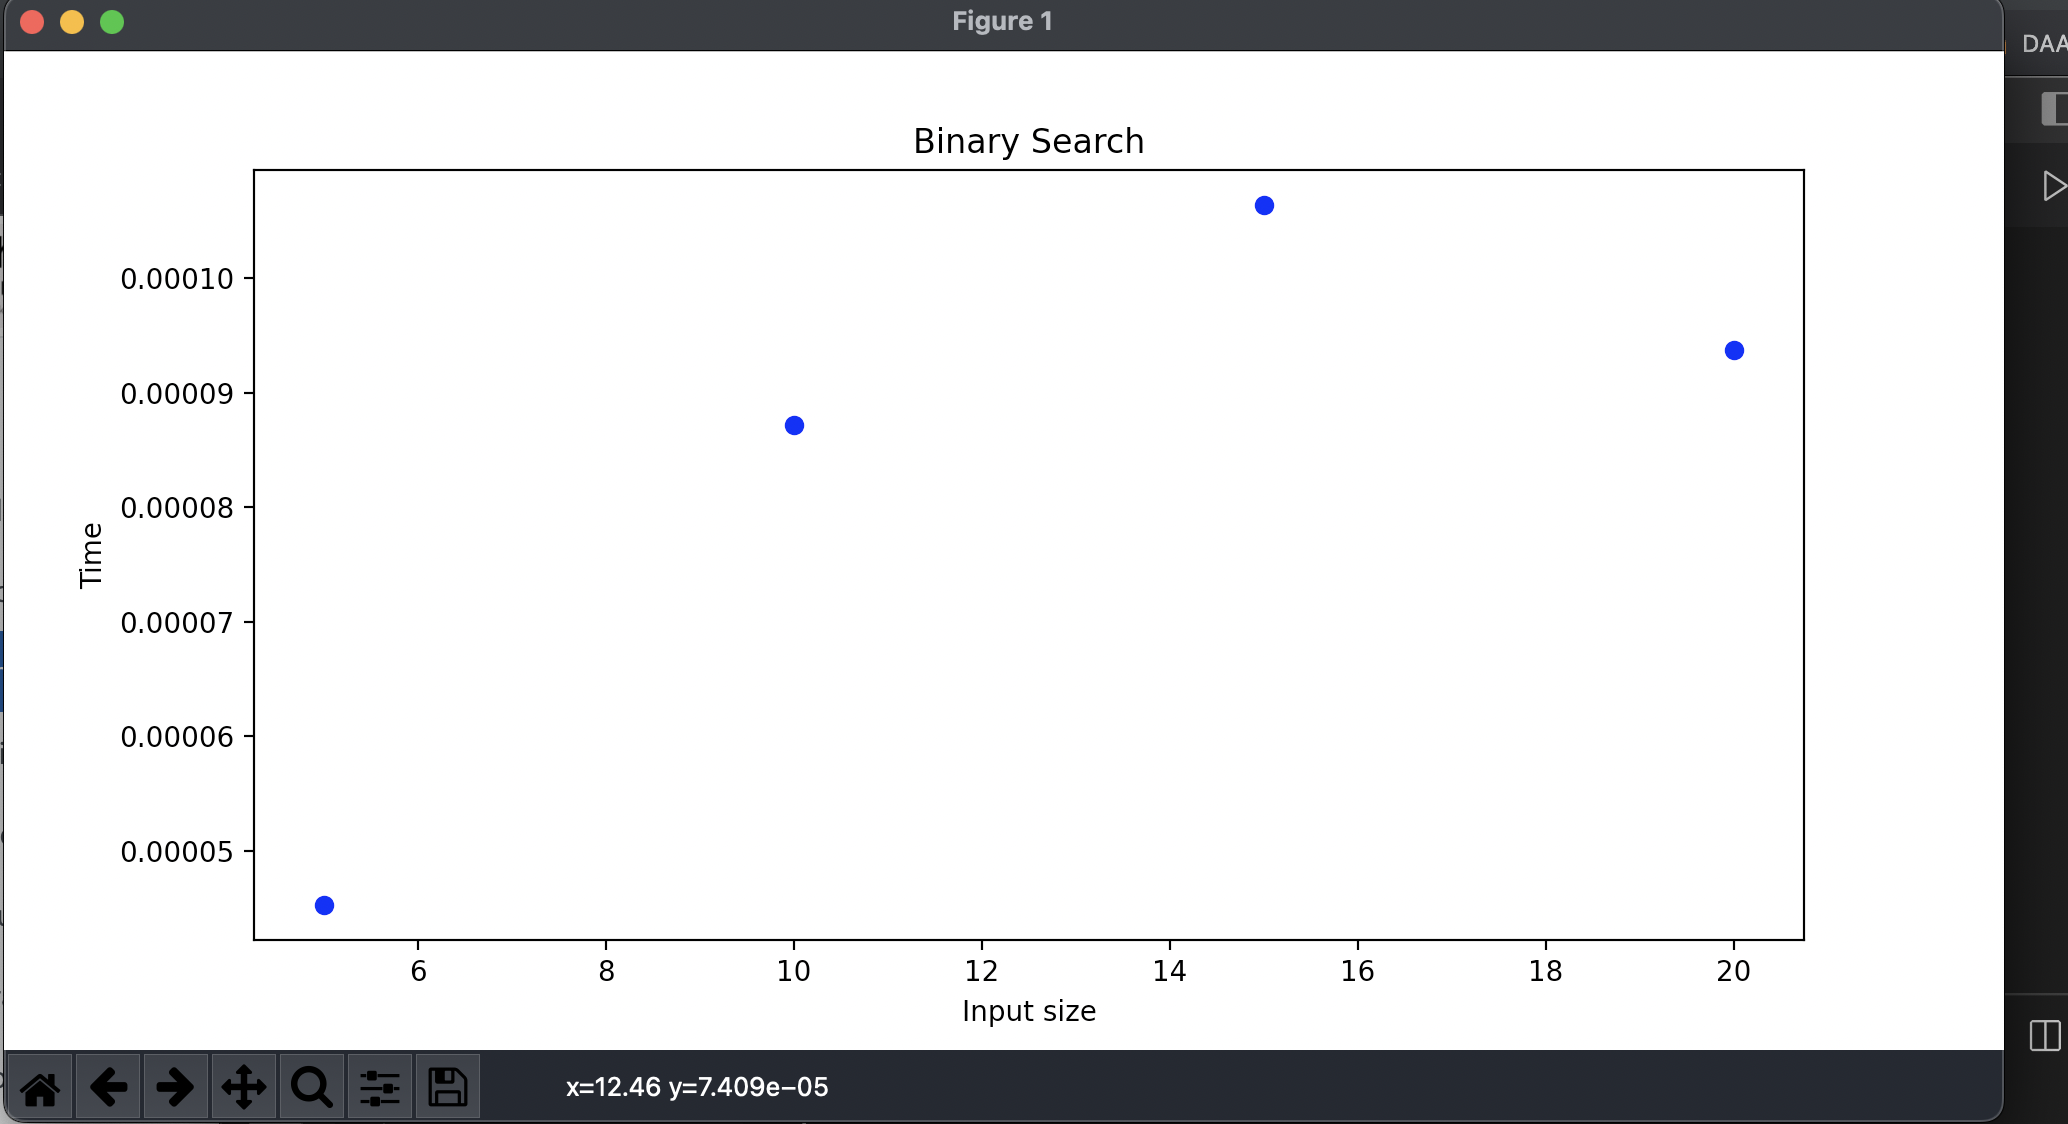 Figure 1
DAA
Binary Search
0.00010
0.00009
0.00008
0.00007
0.00006
0.00005
Time
6 8 10 12 14 16 18 20
Input size
x=12.46 y=7.409e−05